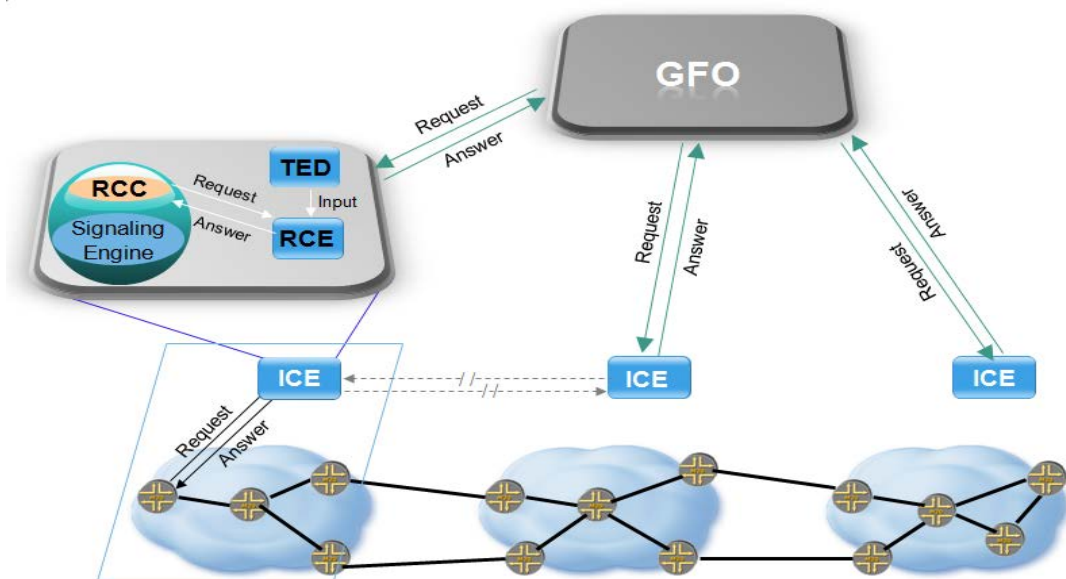 GFO
Request
Answer
TED
RCC
Request
Input
Answer
RCE
Signaling
Engine
Request
Answer
Answer
Request
ICE
ICE
ICE
Request
Answer